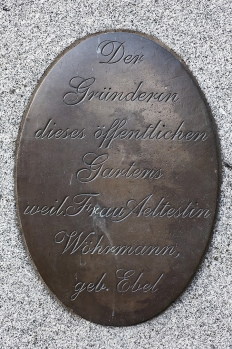 Der
Gründerin
dieses öffentlichen
Gartens
weil. Frau Aeltestin
Wöhrmann,
geb. Ebel